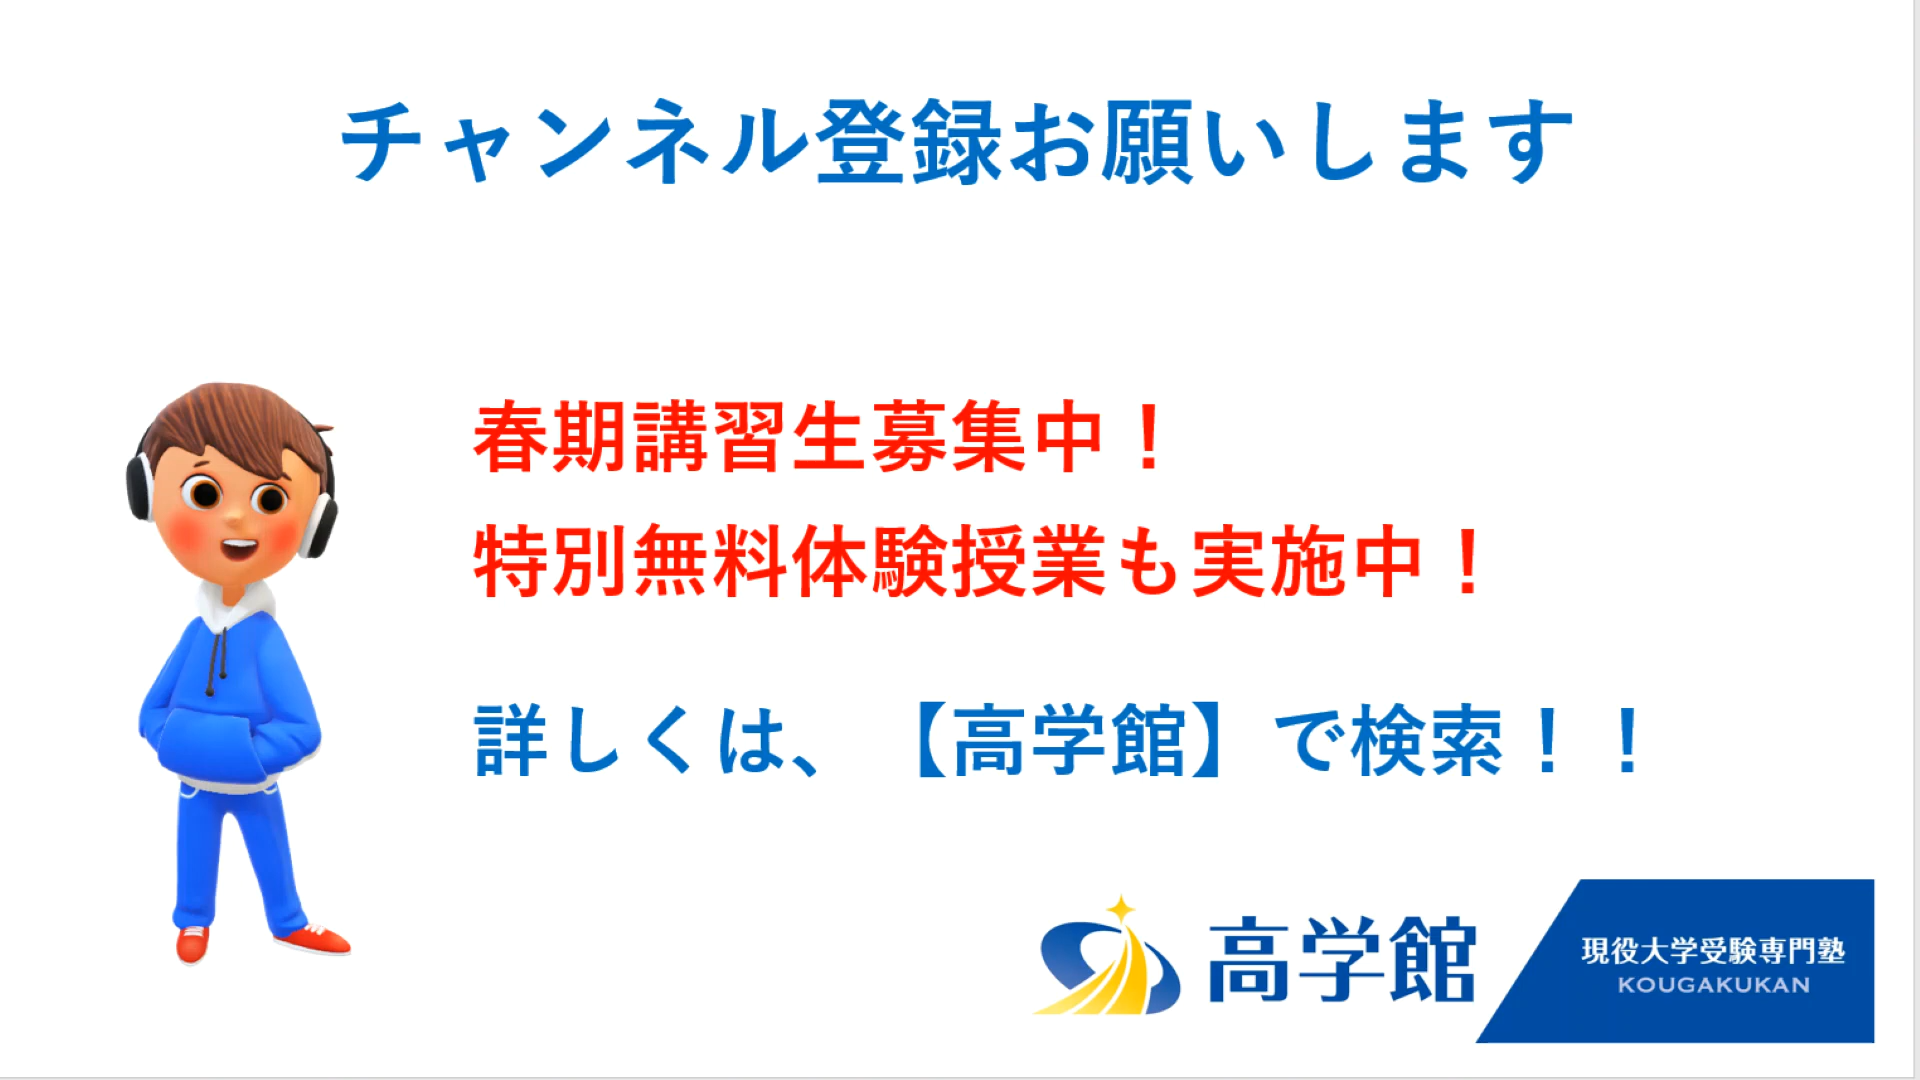 チャンネル登録お願いします
春期講習生募集中！
特別無料体験授業も実施中！
詳しくは、【高学館】で検索！！
高学館
現役大学受験専門塾
KOUGAKUKAN